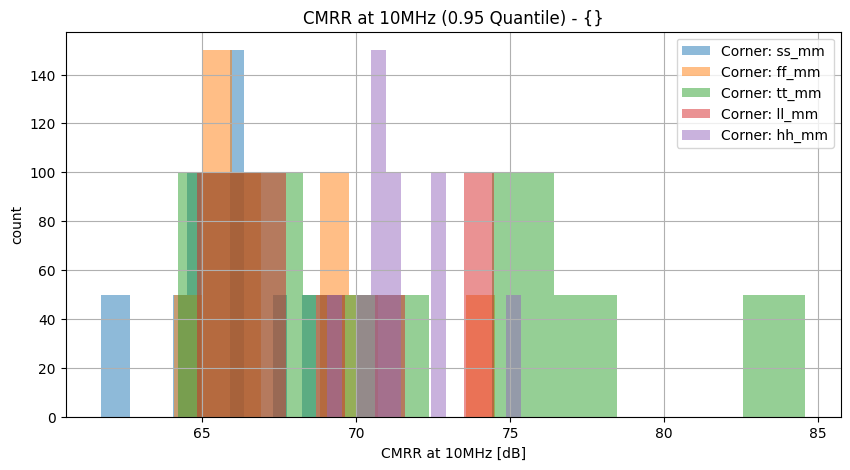 CMRR at 10MHz (0.95 Quantile) - {}
Corner: ss_mm
Corner: ff_mm
Corner: tt_mm
Corner: ll_mm
Corner: hh_mm
count
140
120
100
80
60
40
20
0
65 70 75 80 85
CMRR at 10MHz [dB]